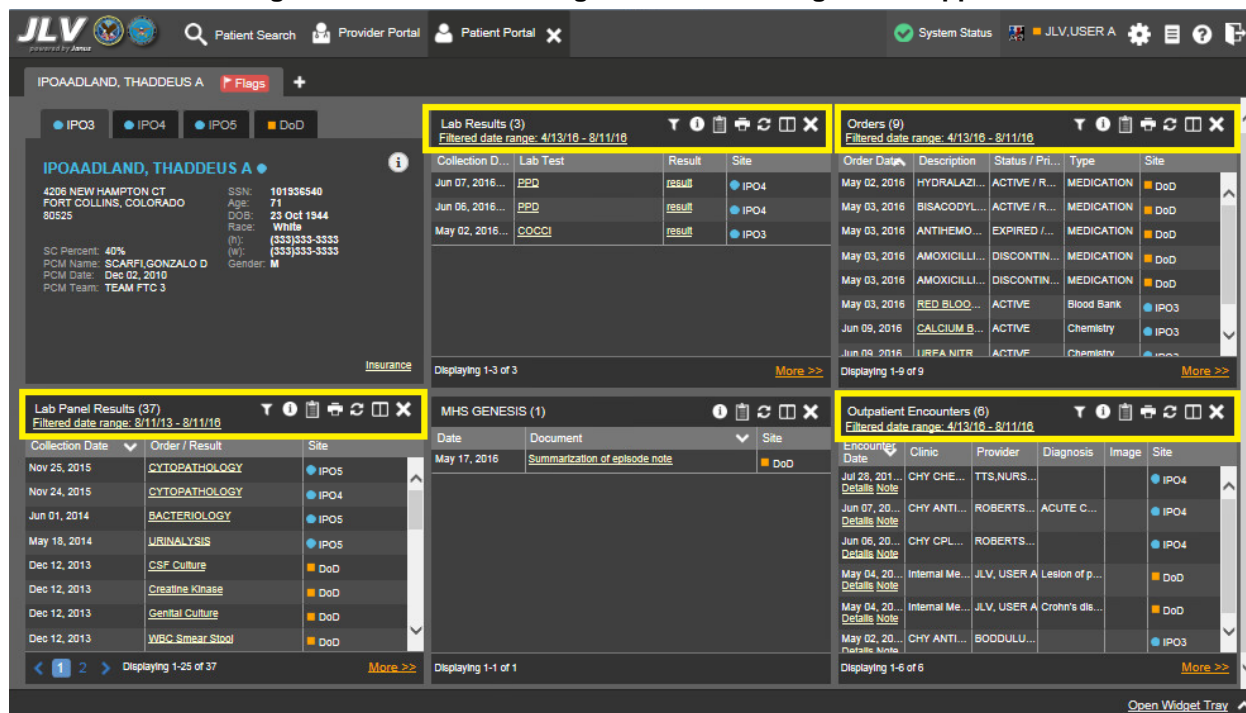 JLV
powered by Janus
Patient Search
Provider Portal
Patient Portal
System Status
JLV,USER A
IPOAADLAND, THADDEUS A
Flags
IPO3
IPO4
IPO5
DoD
IPOAADLAND, THADDEUS A
4206 NEW HAMPTON CT
FORT COLLINS, COLORADO
80525
SC Percent: 40%
PCM Name: SCARFI,GONZALO D
PCM Date: Dec 02, 2010
PCM Team: TEAM FTC 3
SSN: 101936540
Age: 71
DOB: 23 Oct 1944
Race: White
(h): (333)333-3333
(w): (333)333-3333
Gender: M
Insurance
Lab Results (3)
Filtered date range: 4/13/16 - 8/11/16
Collection D... Lab Test Result Site
Jun 07, 2016... PPD result IPO4
Jun 06, 2016... PPD result IPO4
May 02, 2016... COCCI result IPO3
Displaying 1-3 of 3 More >>
Orders (9)
Filtered date range: 4/13/16 - 8/11/16
Order Date Description Status / Pri... Type Site
May 02, 2016 HYDRALAZI... ACTIVE / R... MEDICATION DoD
May 03, 2016 BISACODYL... ACTIVE / R... MEDICATION DoD
May 03, 2016 ANTIHEMO... EXPIRED /... MEDICATION DoD
May 03, 2016 AMOXICILLI... DISCONTIN... MEDICATION DoD
May 03, 2016 AMOXICILLI... DISCONTIN... MEDICATION DoD
May 03, 2016 RED BLOO... ACTIVE Blood Bank IPO3
Jun 09, 2016 CALCIUM B... ACTIVE Chemistry IPO3
Jun 09, 2016 UREA NITR ACTIVE Chemistry IPO3
Displaying 1-9 of 9 More >>
Lab Panel Results (37)
Filtered date range: 8/11/13 - 8/11/16
Collection Date Order / Result Site
Nov 25, 2015 CYTOPATHOLOGY IPO5
Nov 24, 2015 CYTOPATHOLOGY IPO4
Jun 01, 2014 BACTERIOLOGY IPO5
May 18, 2014 URINALYSIS IPO5
Dec 12, 2013 CSF Culture DoD
Dec 12, 2013 Creatine Kinase DoD
Dec 12, 2013 Genital Culture DoD
Dec 12, 2013 WBC Smear Stool DoD
1 2 Displaying 1-25 of 37 More >>
MHS GENESIS (1)
Date Document Site
May 17, 2016 Summarization of episode note DoD
Displaying 1-1 of 1
Outpatient Encounters (6)
Filtered date range: 4/13/16 - 8/11/16
Encounter Date Clinic Provider Diagnosis Image Site
Jul 28, 201... CHY CHE... TTS,NURS... IPO4
Details Note
Jun 07, 20... CHY ANTI... ROBERTS... ACUTE C... IPO4
Details Note
Jun 06, 20... CHY CPL... ROBERTS... IPO4
Details Note
May 04, 20... Internal Me... JLV, USER A Lesion of p... DoD
Details Note
May 04, 20... Internal Me... JLV, USER A Crohn's dis... DoD
Details Note
May 02, 20... CHY ANTI... BODDULU... IPO3
Details Note
Displaying 1-6 of 6 More >>
Open Widget Tray